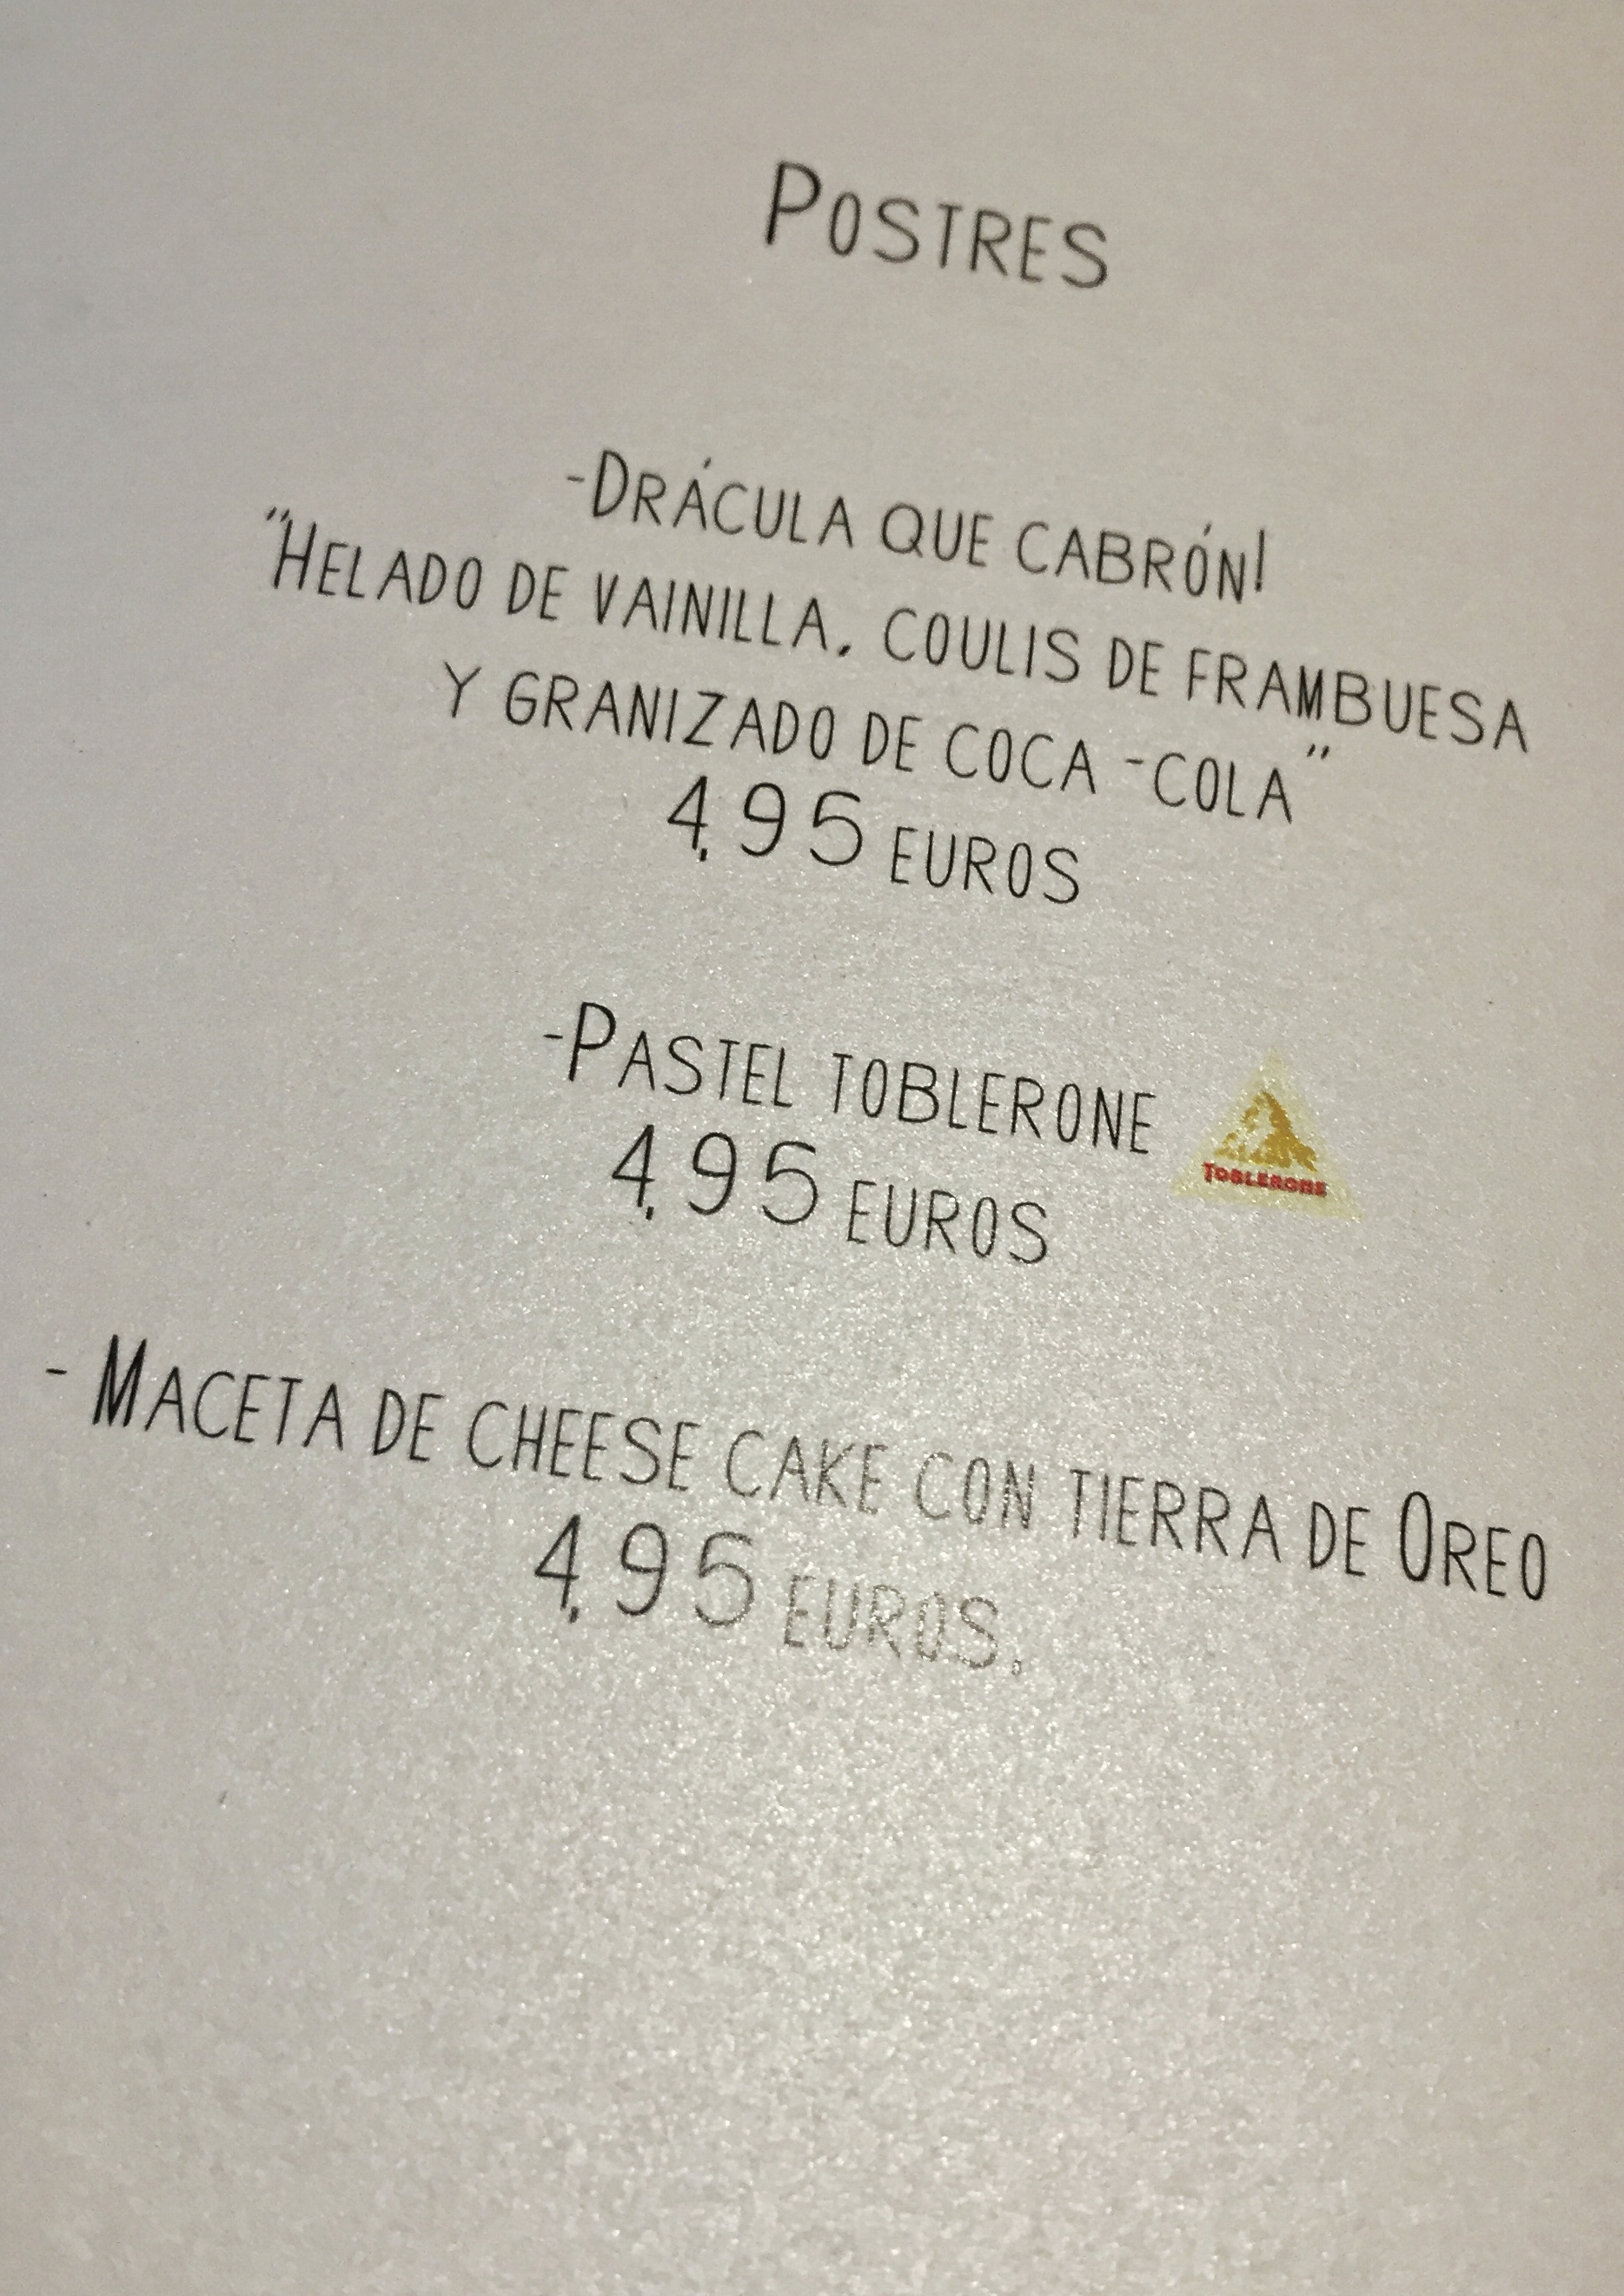 POSTRES
-DRÁCULA QUE CABRÓN!
"HELADO DE VAINILLA, COULIS DE FRAMBUESA
Y GRANIZADO DE COCA -COLA"
4,95 EUROS
-PASTEL TOBLERONE
TOBLERONE
4,95 EUROS
- MACETA DE CHEESE CAKE CON TIERRA DE OREO
4,95 EUROS.